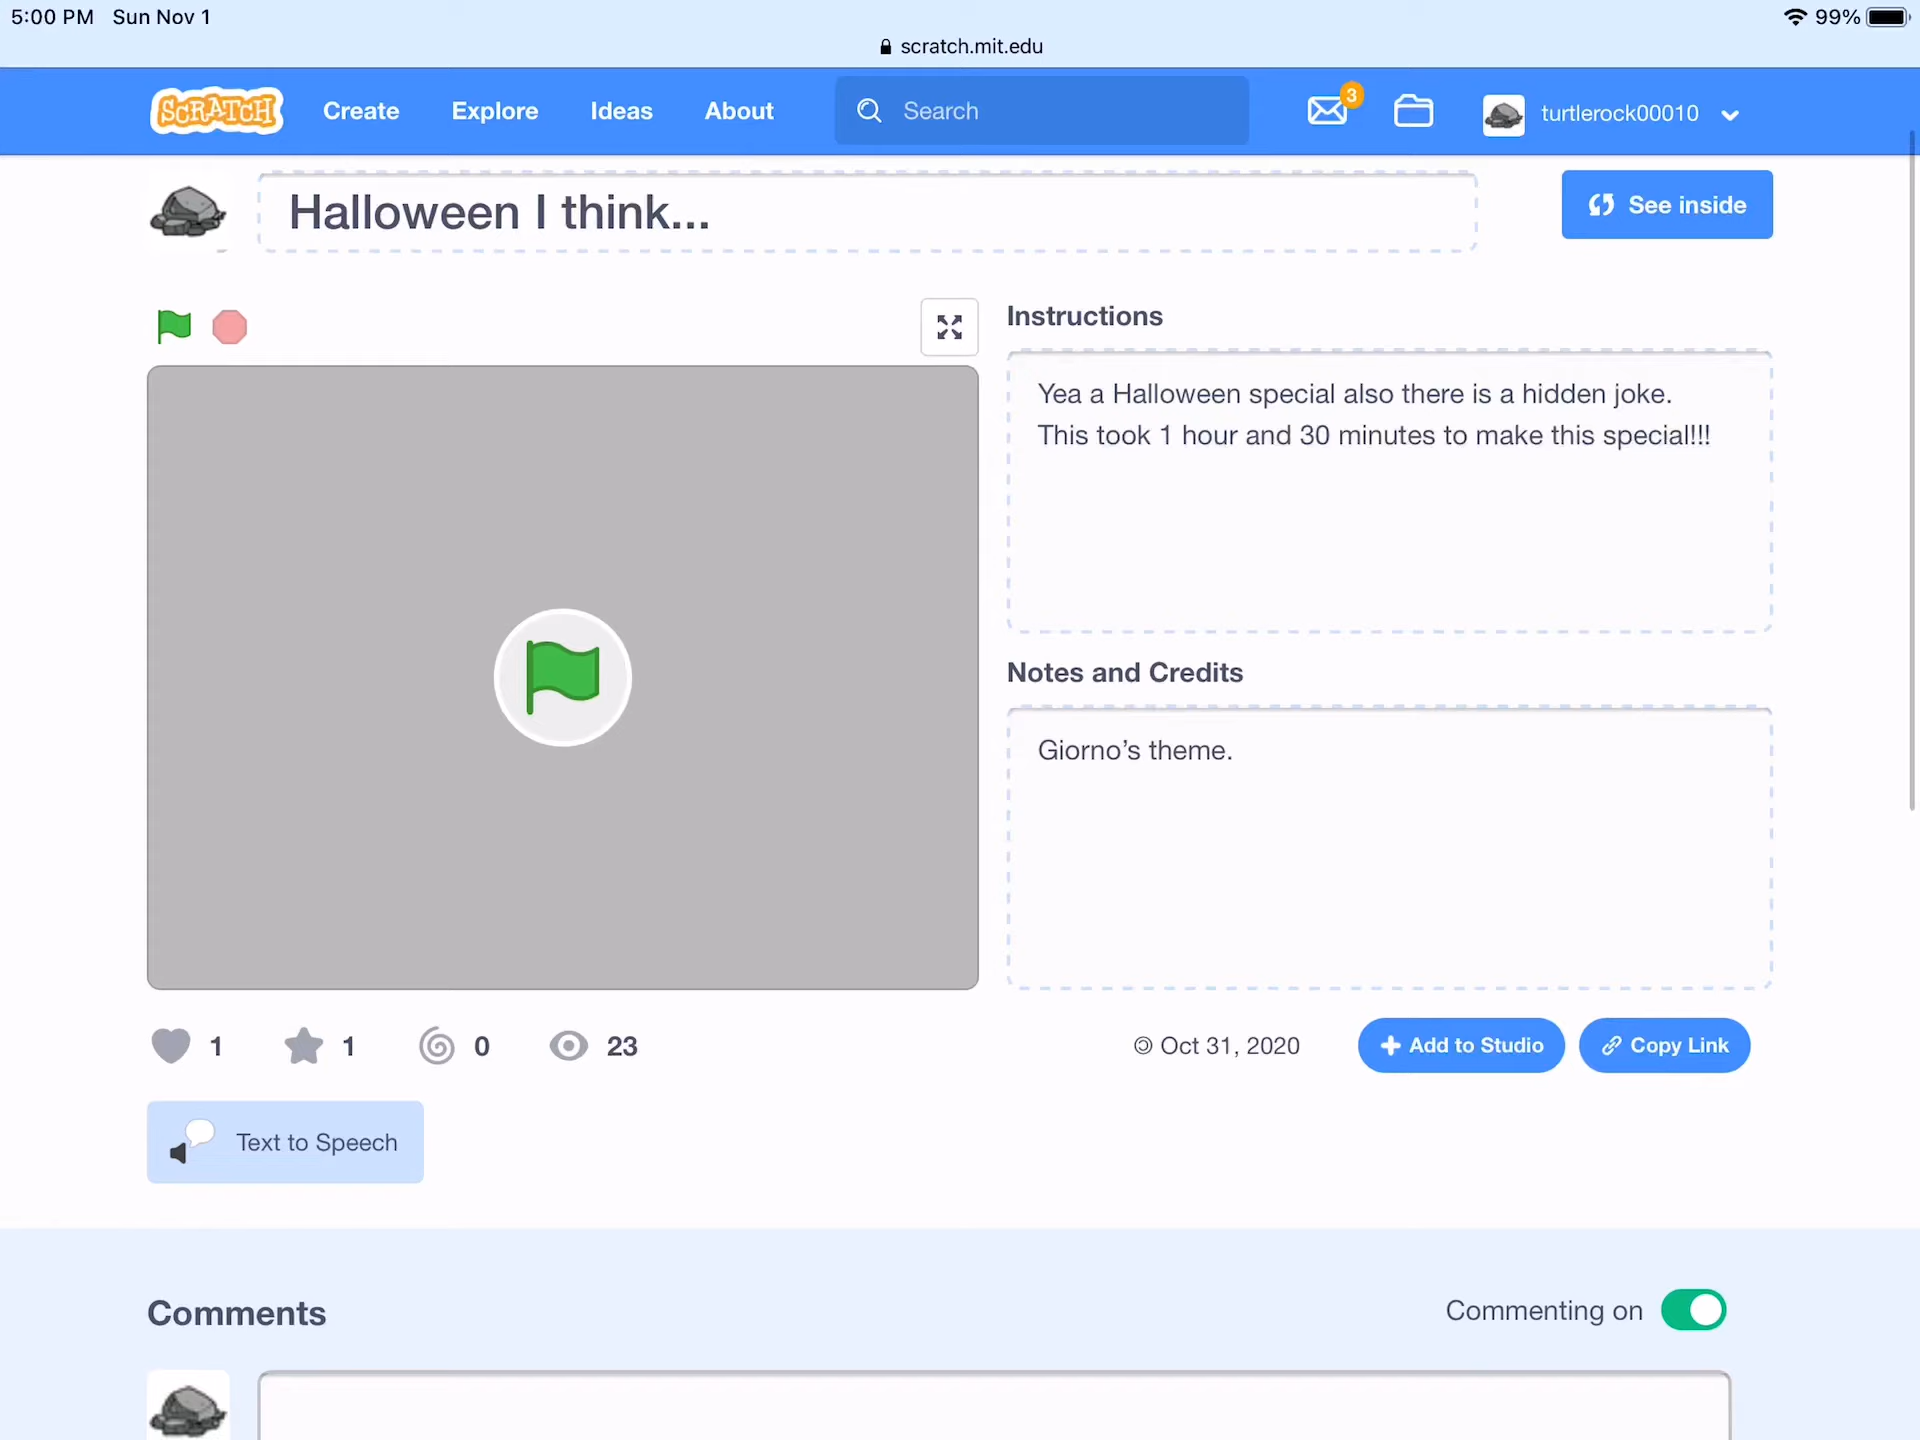 5:00 PM Sun Nov 1
99%
scratch.mit.edu
SCRATCH Create Explore Ideas About Search 3 turtlerock00010
Halloween I think...
See inside
Instructions
Yea a Halloween special also there is a hidden joke.
This took 1 hour and 30 minutes to make this special!!!
Notes and Credits
Giorno’s theme.
1 1 0 23
Oct 31, 2020
Add to Studio
Copy Link
Text to Speech
Comments
Commenting on